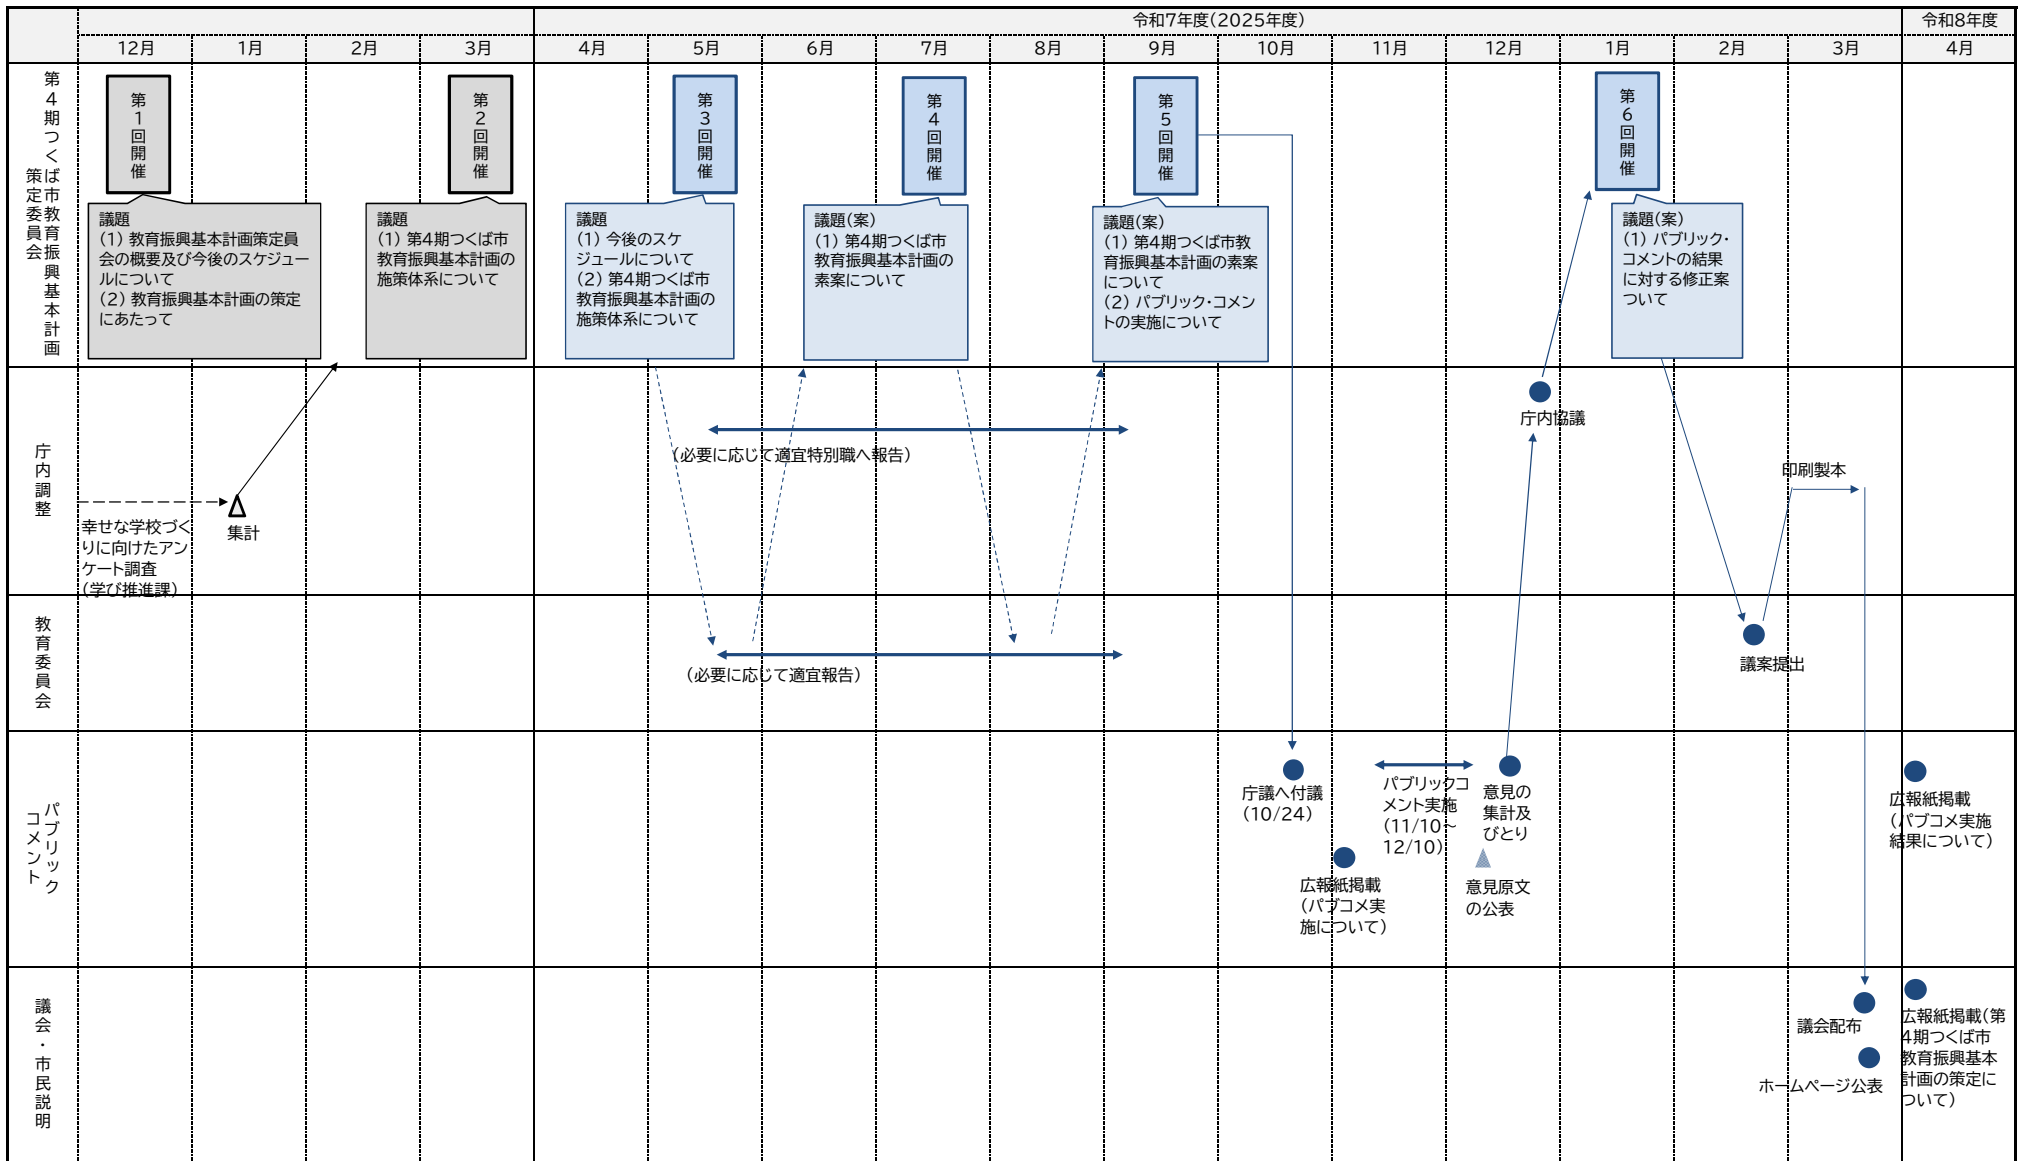 令和7年度(2025年度)
令和8年度
12月
1月
2月
3月
4月
5月
6月
7月
8月
9月
10月
11月
12月
1月
2月
3月
4月
第4期つくば市教育振興基本計画
策定委員会
第1回開催
第2回開催
第3回開催
第4回開催
第5回開催
第6回開催
議題
(1) 教育振興基本計画策定員
会の概要及び今後のスケジュー
ルについて
(2) 教育振興基本計画の策定
にあたって
議題
(1) 第4期つくば市
教育振興基本計画の
施策体系について
議題
(1) 今後のスケ
ジュールについて
(2) 第4期つくば市
教育振興基本計画の
施策体系について
議題(案)
(1) 第4期つくば市
教育振興基本計画の
素案について
議題(案)
(1) 第4期つくば市教
育振興基本計画の素案
について
(2) パブリック・コメン
トの実施について
議題(案)
(1) パブリック・
コメントの結果
に対する修正案
ついて
庁内調整
幸せな学校づく
りに向けたアン
ケート調査
(学び推進課)
集計
(必要に応じて適宜特別職へ報告)
庁内協議
印刷製本
教育委員会
(必要に応じて適宜報告)
議案提出
パブリック
コメント
庁議へ付議
(10/24)
広報紙掲載
(パブコメ実
施について)
パブリックコ
メント実施
(11/10~
12/10)
意見の
集計及
びとり
意見原文
の公表
広報紙掲載
(パブコメ実施
結果について)
議会・市民説明
議会配布
ホームページ公表
広報紙掲載(第
4期つくば市
教育振興基本
計画の策定に
ついて)